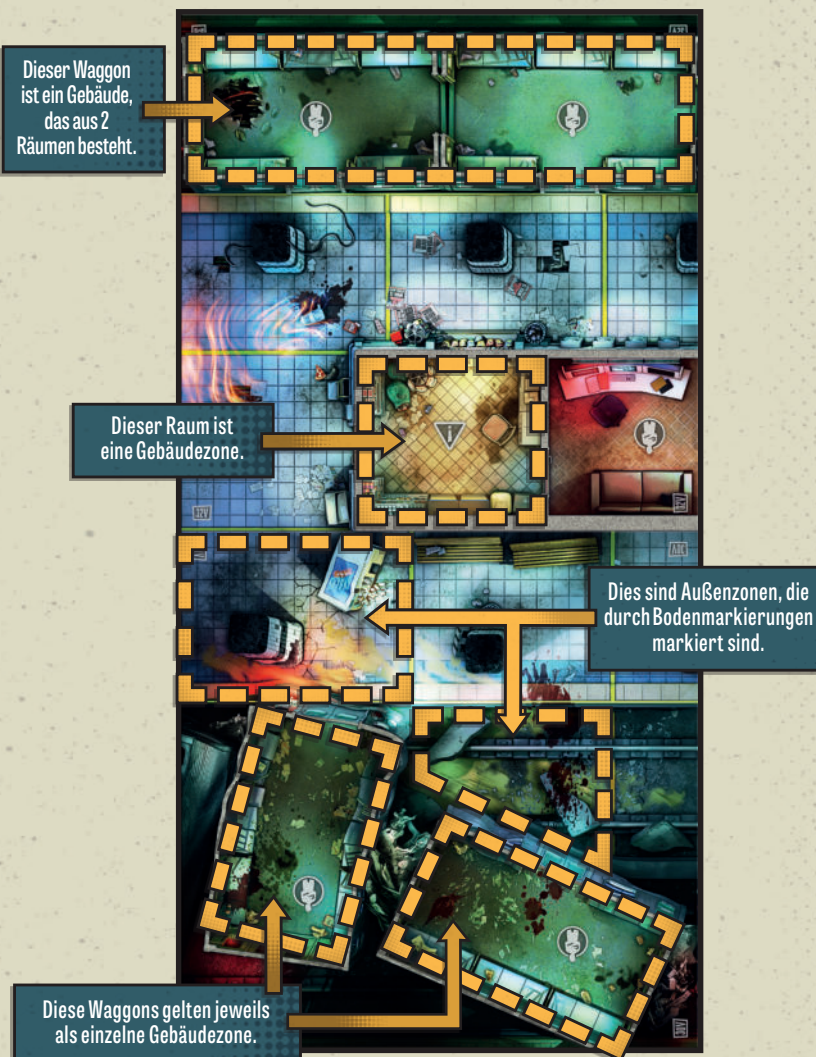 Dieser Waggon
ist ein Gebäude,
das aus 2
Räumen besteht.
Dieser Raum ist
eine Gebäudezone.
32V
Dies sind Außenzonen, die
durch Bodenmarkierungen
markiert sind.
Diese Waggons gelten jeweils
als einzelne Gebäudezone.